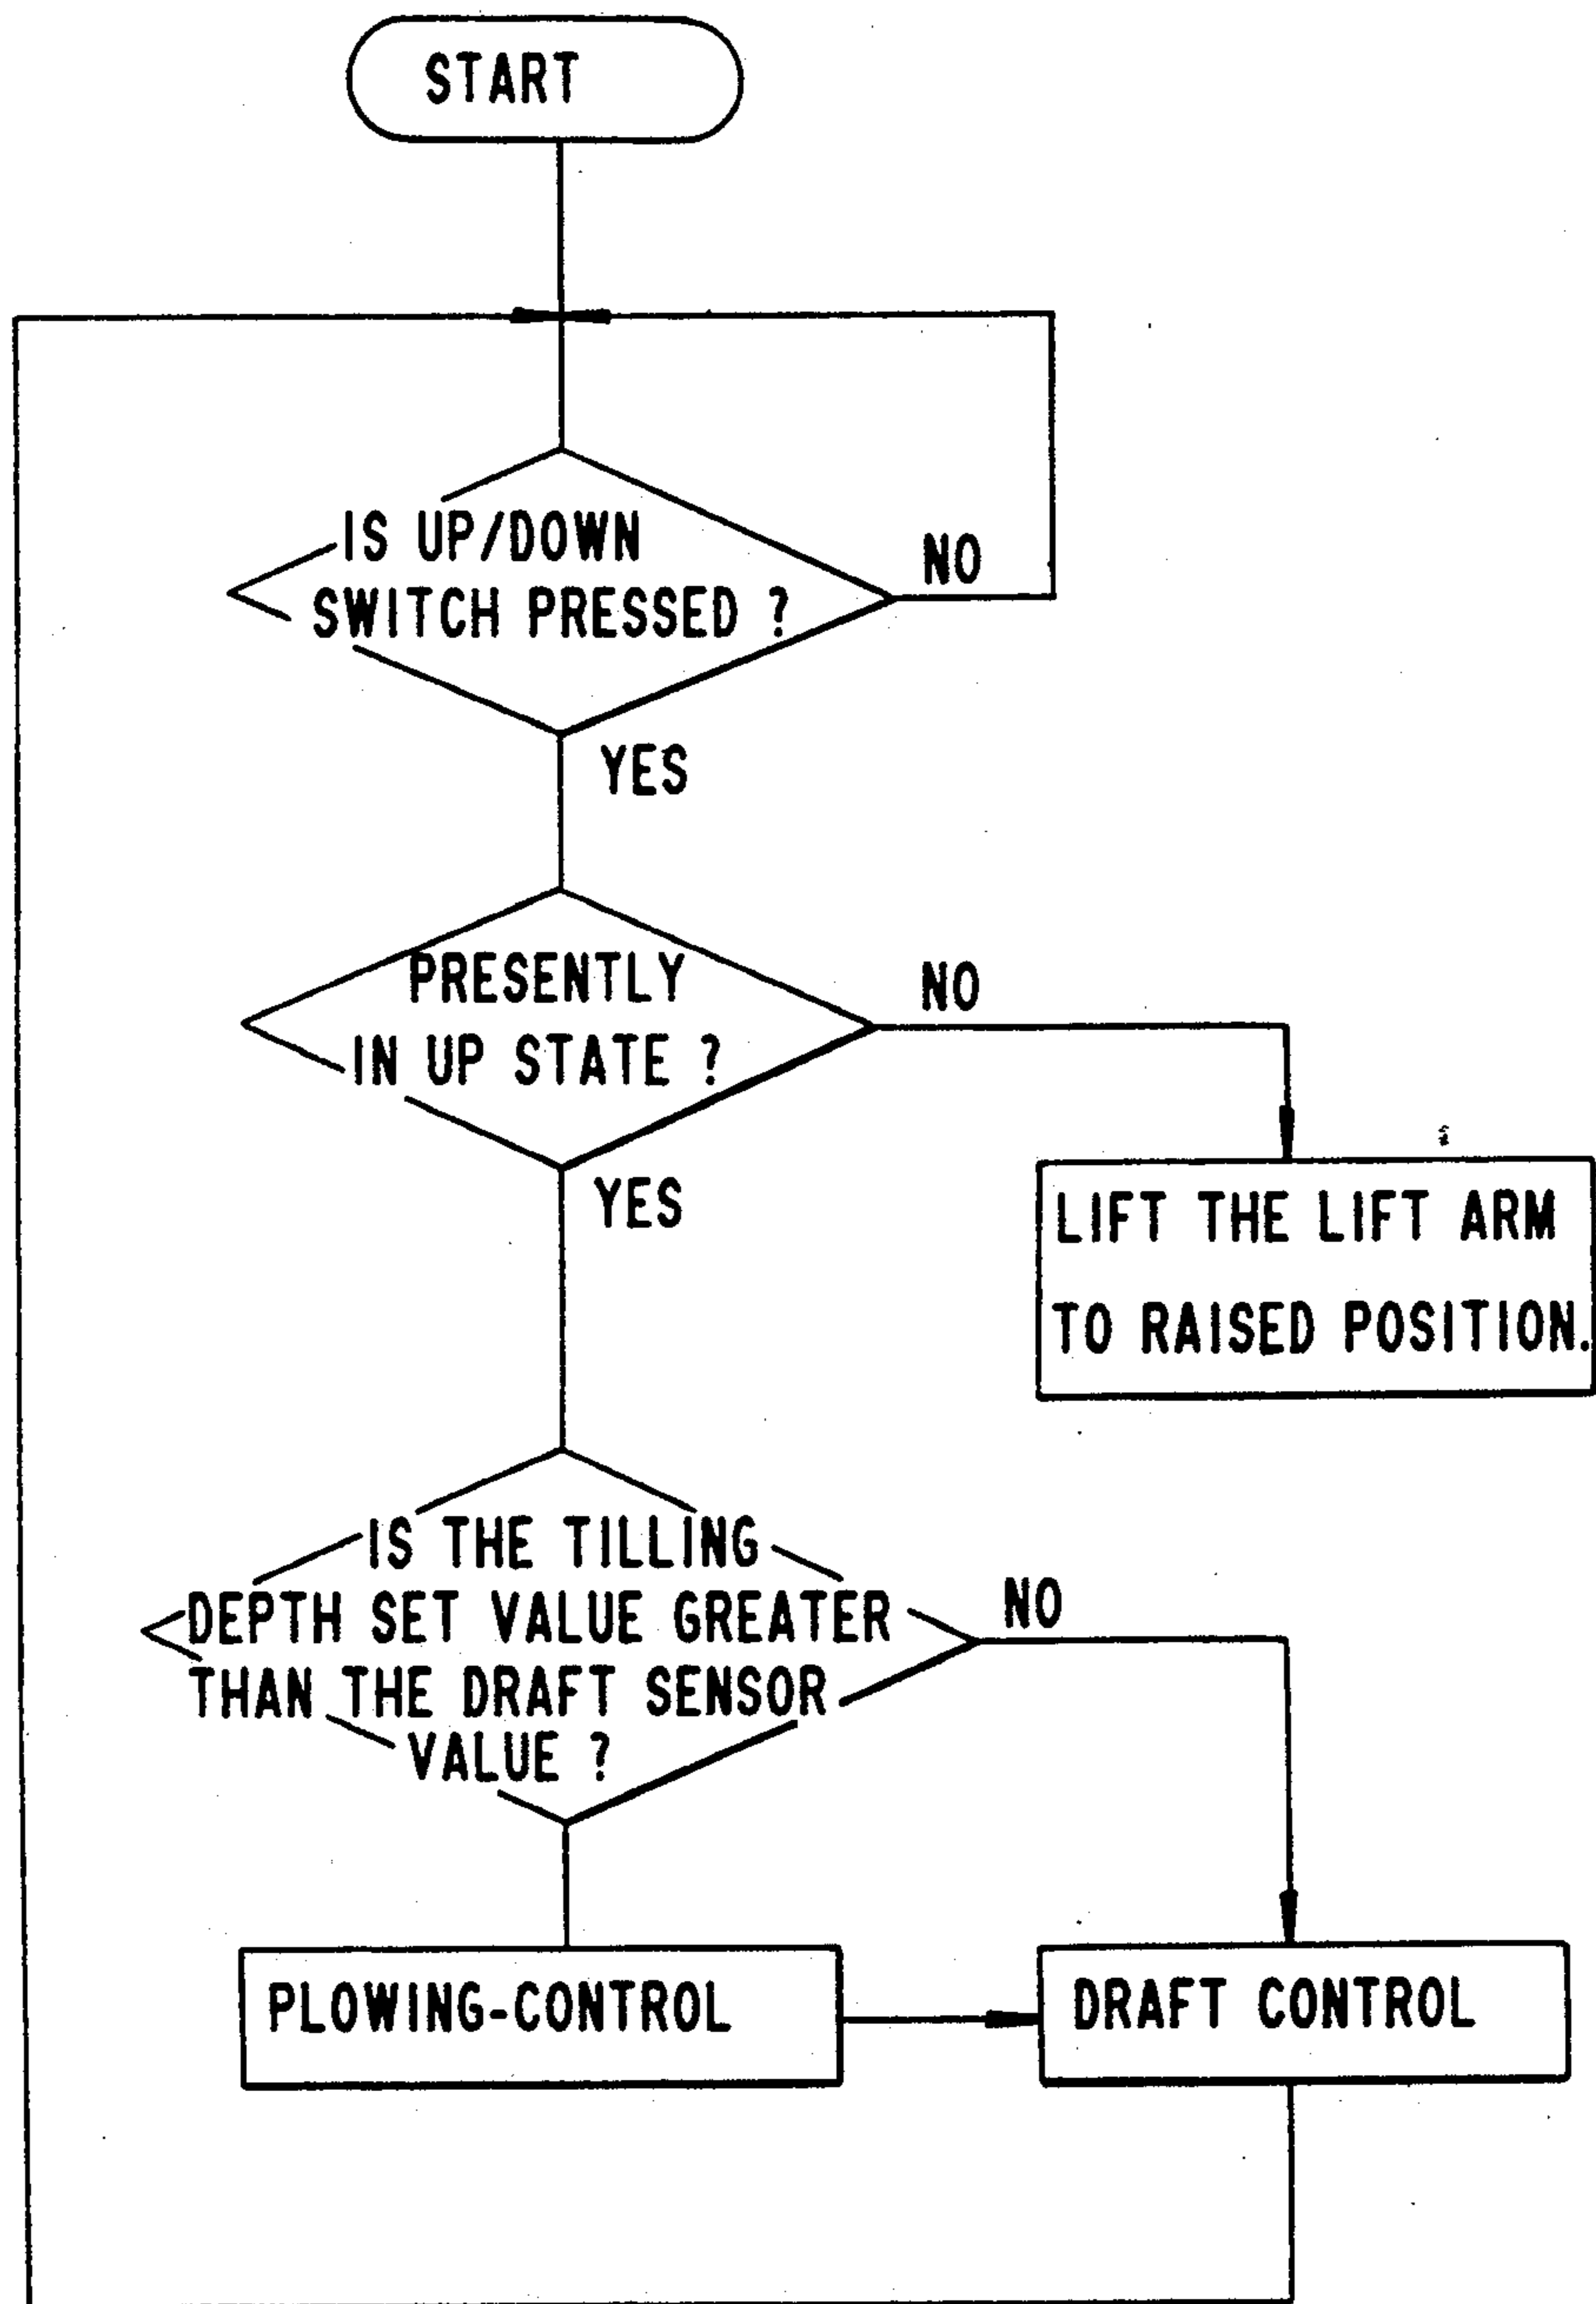 START
IS UP/DOWN
SWITCH PRESSED ?
NO
YES
PRESENTLY
IN UP STATE ?
NO
YES
LIFT THE LIFT ARM
TO RAISED POSITION.
IS THE TILLING
DEPTH SET VALUE GREATER
THAN THE DRAFT SENSOR
VALUE ?
NO
PLOWING-CONTROL
DRAFT CONTROL